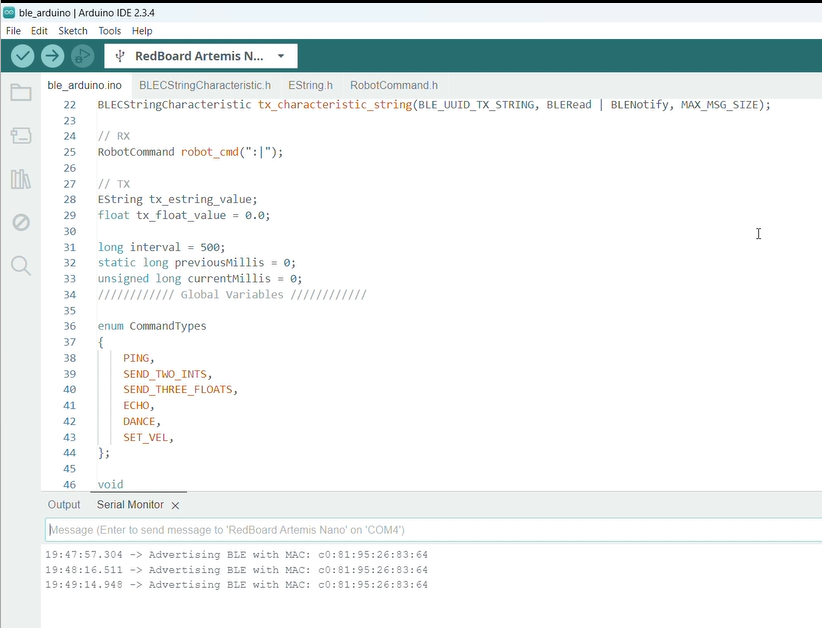 ble_arduino | Arduino IDE 2.3.4
File Edit Sketch Tools Help
RedBoard Artemis N...
ble_arduino.ino BLECStringCharacteristic.h EString.h RobotCommand.h
22 BLECStringCharacteristic tx_characteristic_string(BLE_UUID_TX_STRING, BLERead | BLENotify, MAX_MSG_SIZE);
23
24 // RX
25 RobotCommand robot_cmd(":|");
26
27 // TX
28 EString tx_estring_value;
29 float tx_float_value = 0.0;
30
31 long interval = 500;
32 static long previousMillis = 0;
33 unsigned long currentMillis = 0;
34 //////////// Global Variables ////////////
35
36 enum CommandTypes
37 {
38 PING,
39 SEND_TWO_INTS,
40 SEND_THREE_FLOATS,
41 ECHO,
42 DANCE,
43 SET_VEL,
44 };
45
46 void
Output Serial Monitor
Message (Enter to send message to 'RedBoard Artemis Nano' on 'COM4')
19:47:57.304 -> Advertising BLE with MAC: c0:81:95:26:83:64
19:48:16.511 -> Advertising BLE with MAC: c0:81:95:26:83:64
19:49:14.948 -> Advertising BLE with MAC: c0:81:95:26:83:64